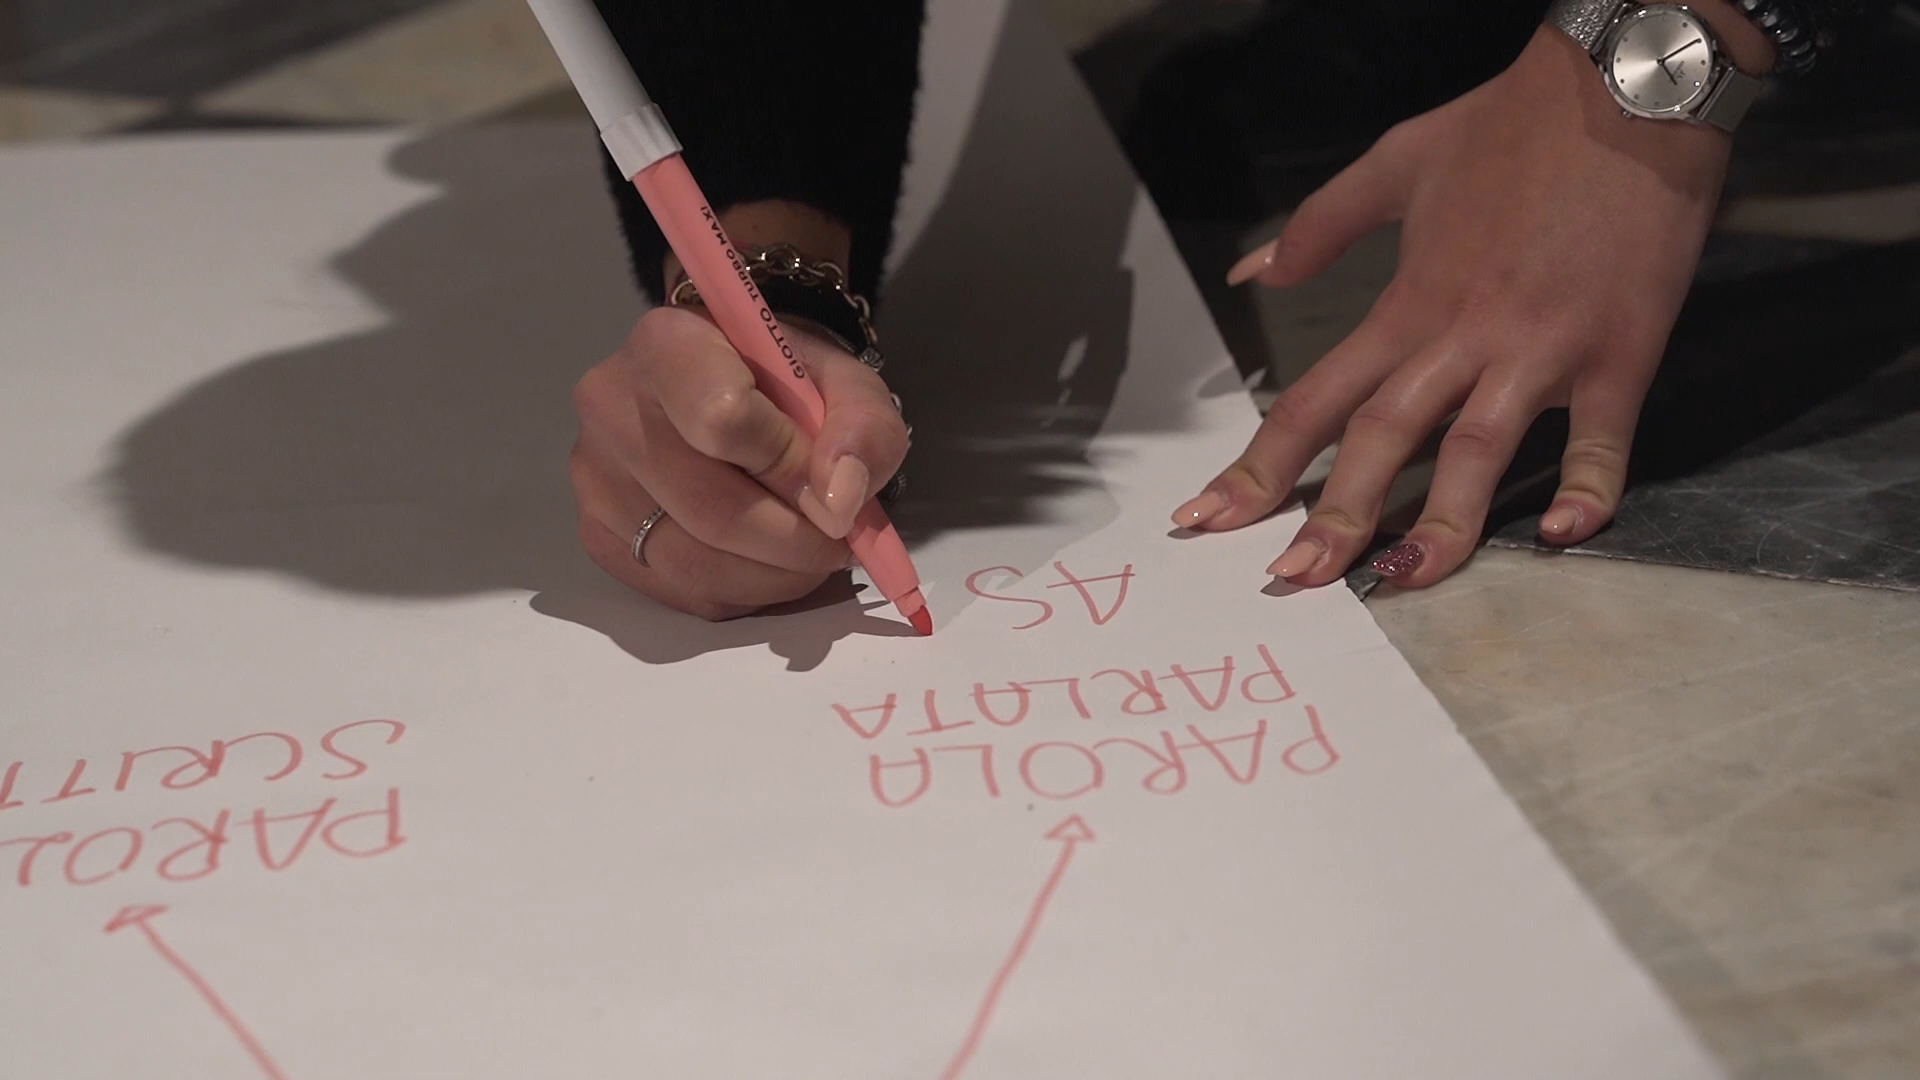 GIOTTO TURBO MAXI
PAROLA
PARLATA
AS
PAROL
SCRITT